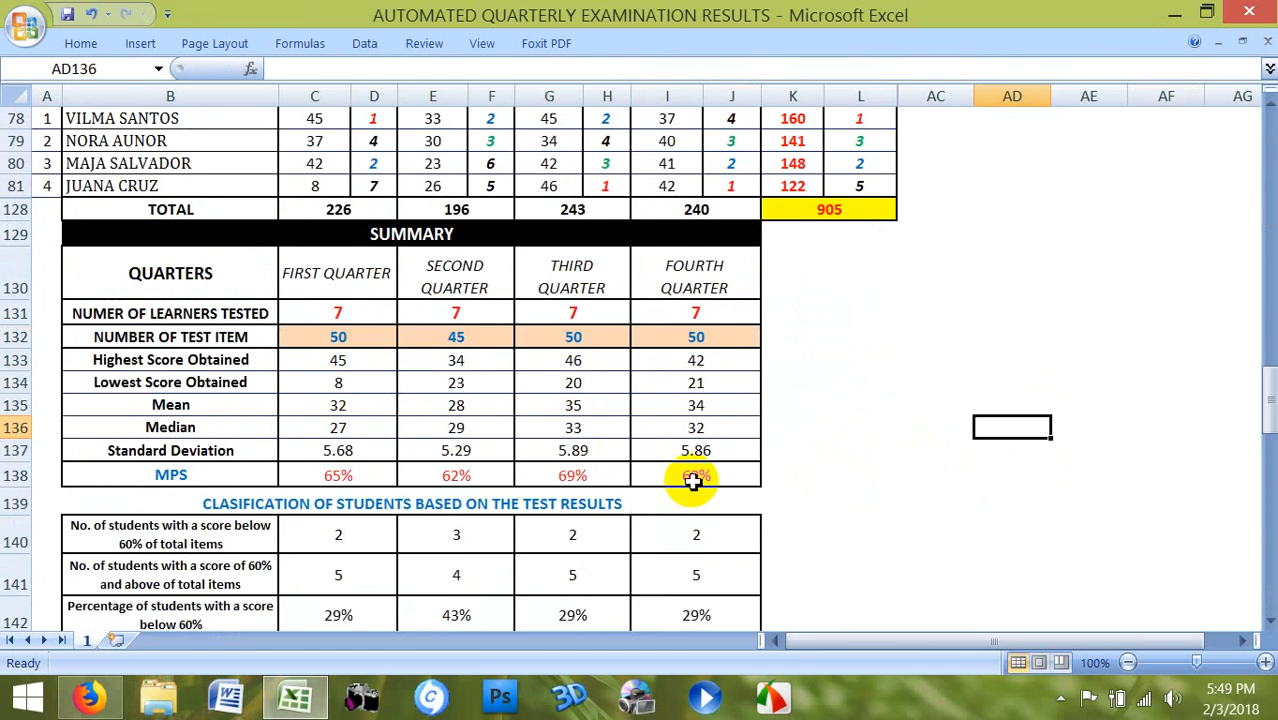 AUTOMATED QUARTERLY EXAMINATION RESULTS - Microsoft Excel
Home Insert Page Layout Formulas Data Review View Foxit PDF
AD136 fx
A B C D E F G H I J K L AC AD AE AF AG
78 1 VILMA SANTOS 45 1 33 2 45 2 37 4 160 1
79 2 NORA AUNOR 37 4 30 3 34 4 40 3 141 3
80 3 MAJA SALVADOR 42 2 23 6 42 3 41 2 148 2
81 4 JUANA CRUZ 8 7 26 5 46 1 42 1 122 5
128 TOTAL 226 196 243 240 905
129 SUMMARY
130 QUARTERS FIRST QUARTER SECOND QUARTER THIRD QUARTER FOURTH QUARTER
131 NUMER OF LEARNERS TESTED 7 7 7 7
132 NUMBER OF TEST ITEM 50 45 50 50
133 Highest Score Obtained 45 34 46 42
134 Lowest Score Obtained 8 23 20 21
135 Mean 32 28 35 34
136 Median 27 29 33 32
137 Standard Deviation 5.68 5.29 5.89 5.86
138 MPS 65% 62% 69%
139 CLASIFICATION OF STUDENTS BASED ON THE TEST RESULTS
140 No. of students with a score below 60% of total items 2 3 2 2
141 No. of students with a score of 60% and above of total items 5 4 5 5
142 Percentage of students with a score below 60% 29% 43% 29% 29%
1
Ready 100%
W Ps 3D
5:49 PM
2/3/2018